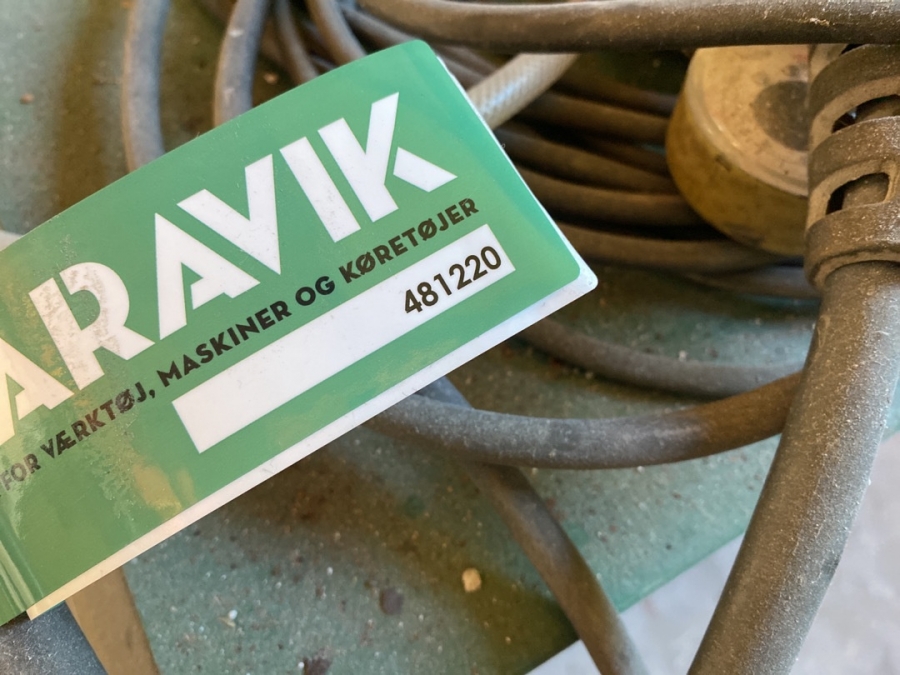 ARAVIK
FOR VÆRKTØJ, MASKINER OG KØRETØJER
481220